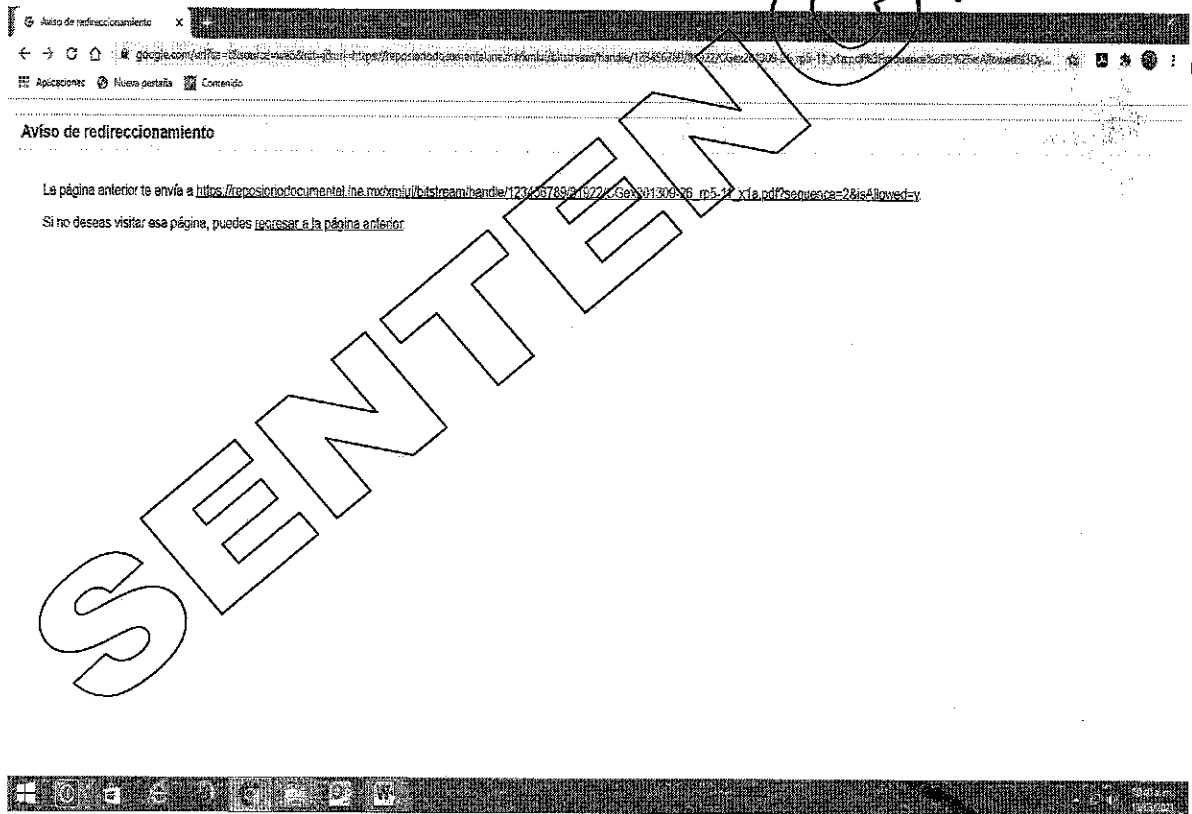 Aviso de redireccionamiento
Aplicaciones Nueva pestaña Contenido
Aviso de redireccionamiento
La página anterior te envía a https://repositoriodocumental.ine.mx/xmlui/bitstream/handle/123456789/91922/CGex201309-26_rp5-11_x1a.pdf?sequence=2&isAllowed=y.
Si no deseas visitar esa página, puedes regresar a la página anterior.
SENTEN